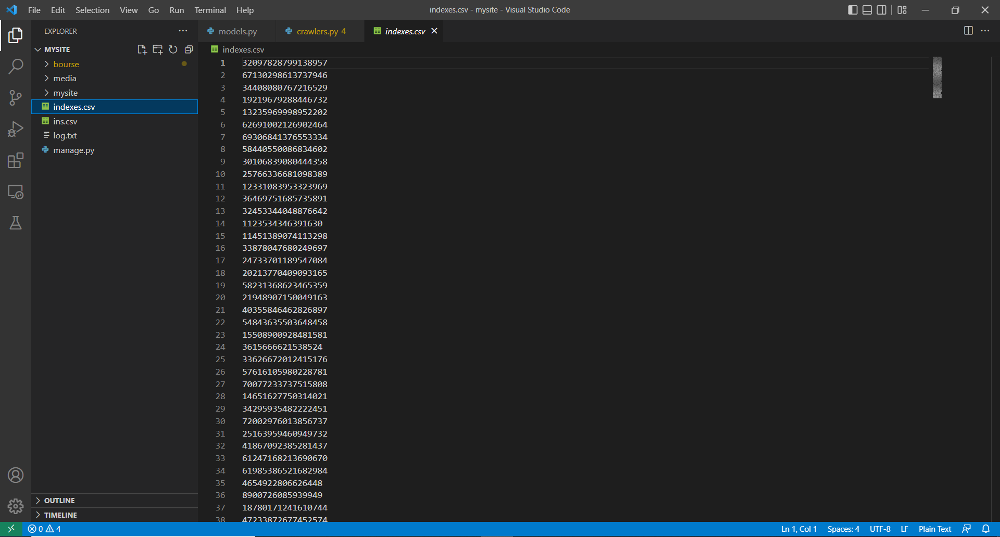 File Edit Selection View Go Run Terminal Help
indexes.csv - mysite - Visual Studio Code
EXPLORER
MYSITE
bourse
media
mysite
indexes.csv
ins.csv
log.txt
manage.py
OUTLINE
TIMELINE
models.py
crawlers.py 4
indexes.csv
indexes.csv
1 32097828799138957
2 67130298613737946
3 34408080767216529
4 19219679288446732
5 13235969998952202
6 62691002126902464
7 69306841376553334
8 58440550086834602
9 30106839080444358
10 25766336681098389
11 12331083953323969
12 36469751685735891
13 32453344048876642
14 1123534346391630
15 11451389074113298
16 33878047680249697
17 24733701189547084
18 20213770409093165
19 58231368623465359
20 21948907150049163
21 40355846462826897
22 54843635503648458
23 15508900928481581
24 3615666621538524
25 33626672012415176
26 57616105980228781
27 70077233737515808
28 14651627750314021
29 34295935482222451
30 72002976013856737
31 25163959460949732
32 41867092385281437
33 61247168213690670
34 61985386521682984
35 4654922806626448
36 8900726085939949
37 18780171241610744
38 47233872677452574
0 4
Ln 1, Col 1 Spaces: 4 UTF-8 LF Plain Text